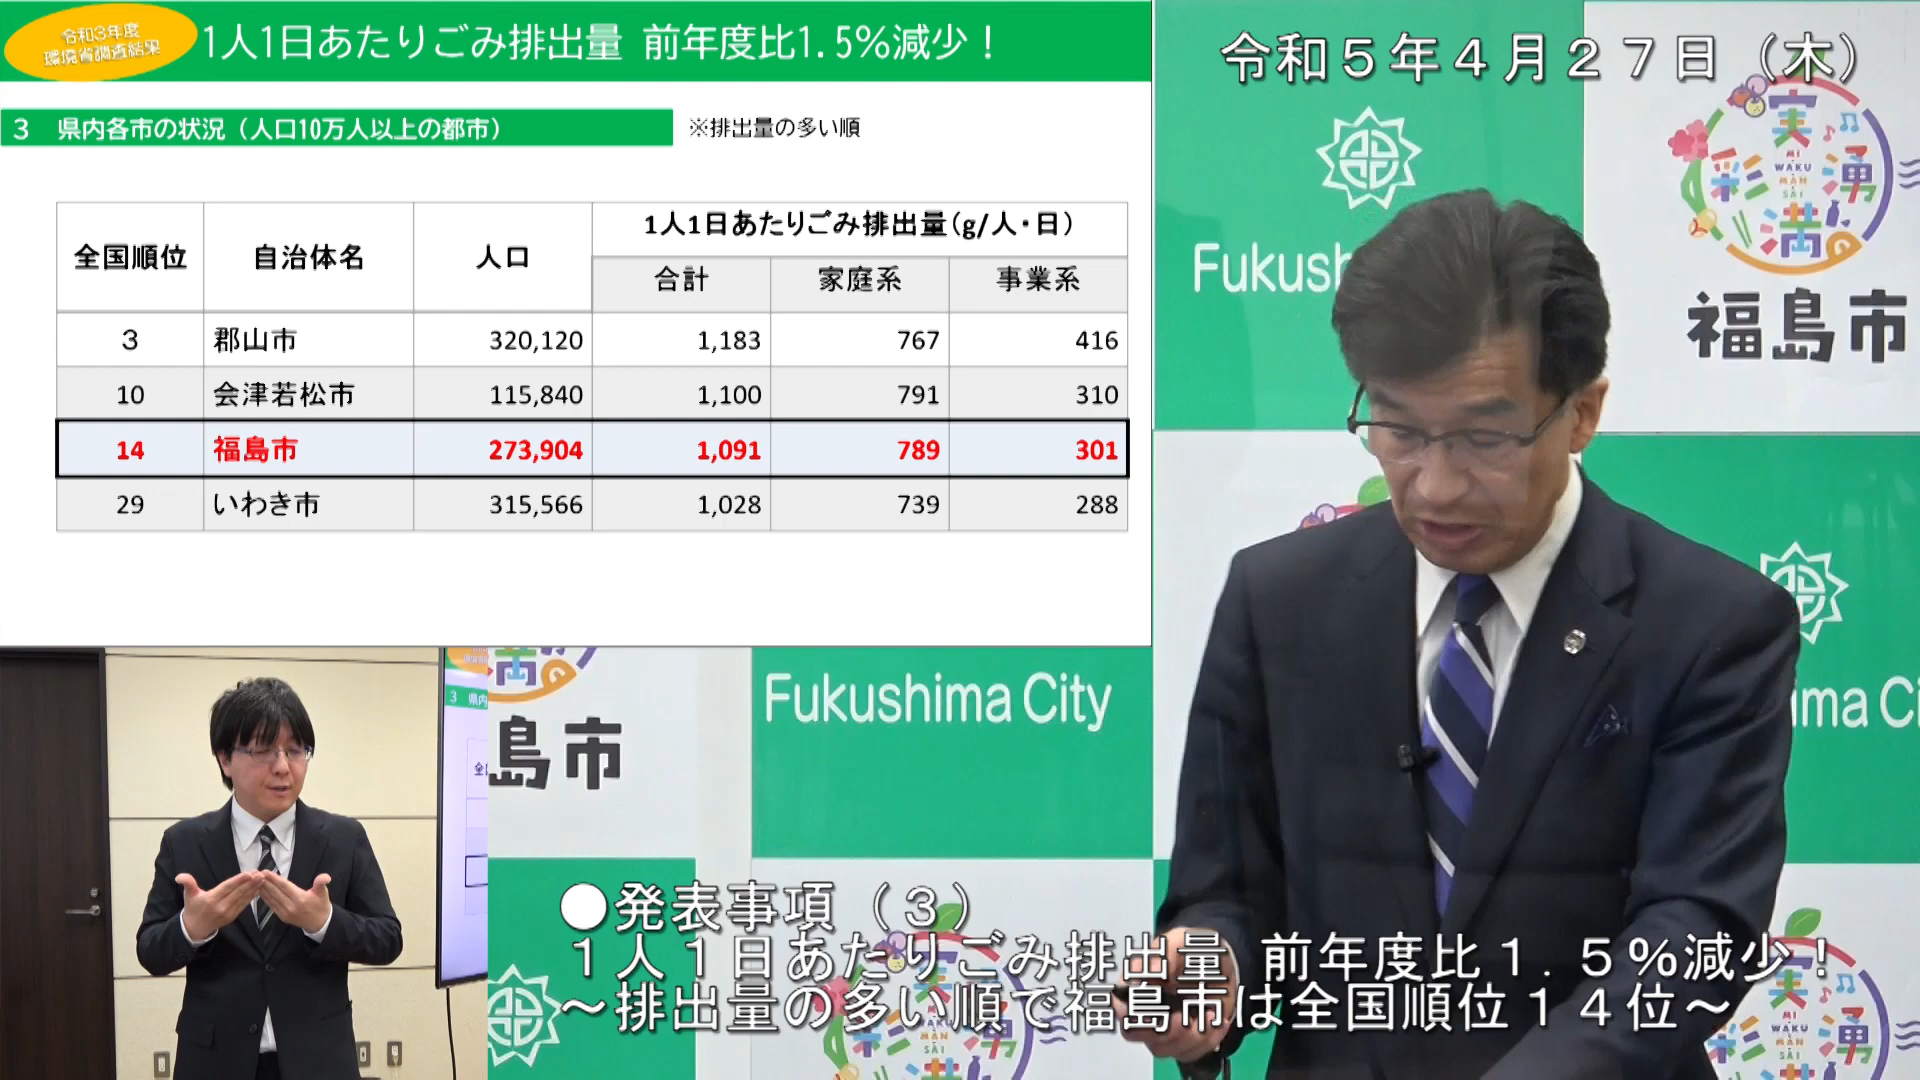 令和3年度
環境省調査結果
1人1日あたりごみ排出量 前年度比1.5%減少！
3 県内各市の状況（人口10万人以上の都市）
※排出量の多い順
全国順位 自治体名 人口 1人1日あたりごみ排出量(g/人・日)
合計 家庭系 事業系
3 郡山市 320,120 1,183 767 416
10 会津若松市 115,840 1,100 791 310
14 福島市 273,904 1,091 789 301
29 いわき市 315,566 1,028 739 288
令和５年４月２７日（木）
実
湧
彩
満
MI
WAKU
MAN
SAI
福島市
島市
Fukushima City
3 県内
●発表事項（３）
１人１日あたりごみ排出量 前年度比１．５％減少！
～排出量の多い順で福島市は全国順位１４位～